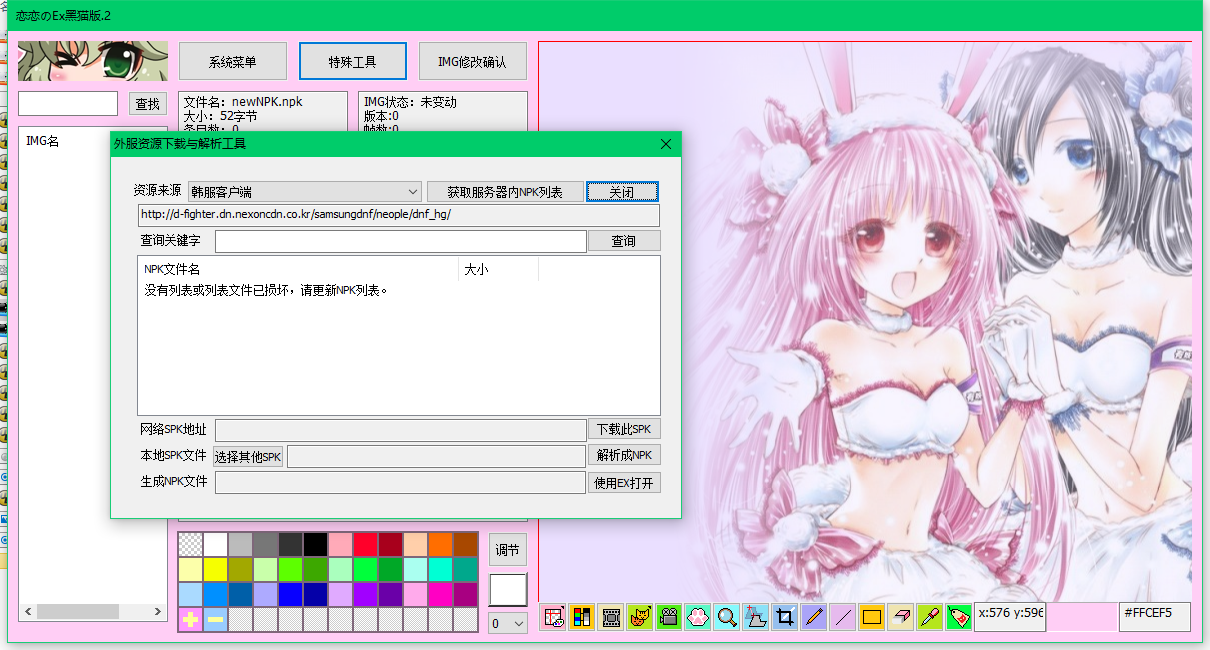 恋恋のEx黑猫版.2
系统菜单
特殊工具
IMG修改确认
查找
文件名：newNPK.npk
大小：52字节
条目数：0
IMG状态：未变动
版本:0
帧数:0
IMG名
外服资源下载与解析工具
资源来源
韩服客户端
获取服务器内NPK列表
关闭
http://d-fighter.dn.nexoncdn.co.kr/samsungdnf/neople/dnf_hg/
查询关键字
查询
NPK文件名
大小
没有列表或列表文件已损坏，请更新NPK列表。
网络SPK地址
下载此SPK
本地SPK文件
选择其他SPK
解析成NPK
生成NPK文件
使用EX打开
调节
0
x:576 y:596
#FFCEF5